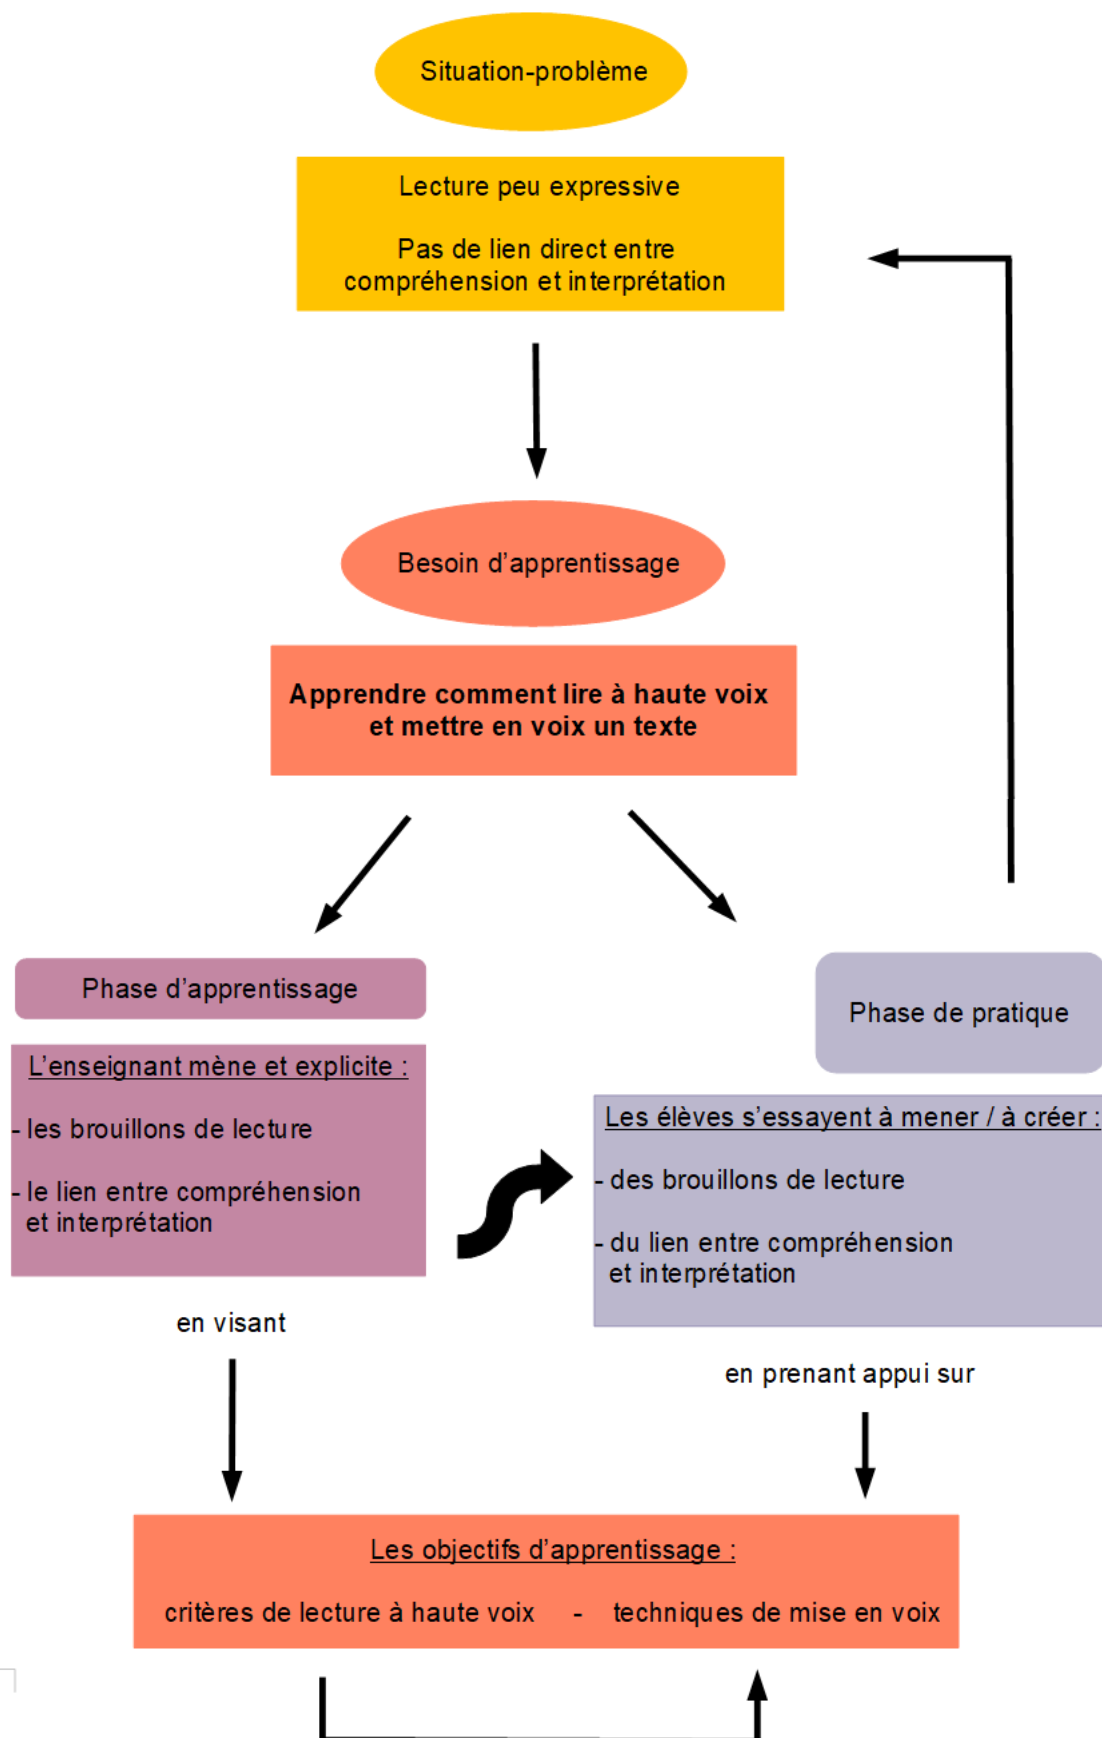 Situation-problème
Lecture peu expressive
Pas de lien direct entre
compréhension et interprétation
Besoin d’apprentissage
Apprendre comment lire à haute voix
et mettre en voix un texte
Phase d’apprentissage
L’enseignant mène et explicite :
- les brouillons de lecture
- le lien entre compréhension
et interprétation
en visant
Phase de pratique
Les élèves s’essayent à mener / à créer :
- des brouillons de lecture
- du lien entre compréhension
et interprétation
en prenant appui sur
Les objectifs d’apprentissage :
critères de lecture à haute voix - techniques de mise en voix